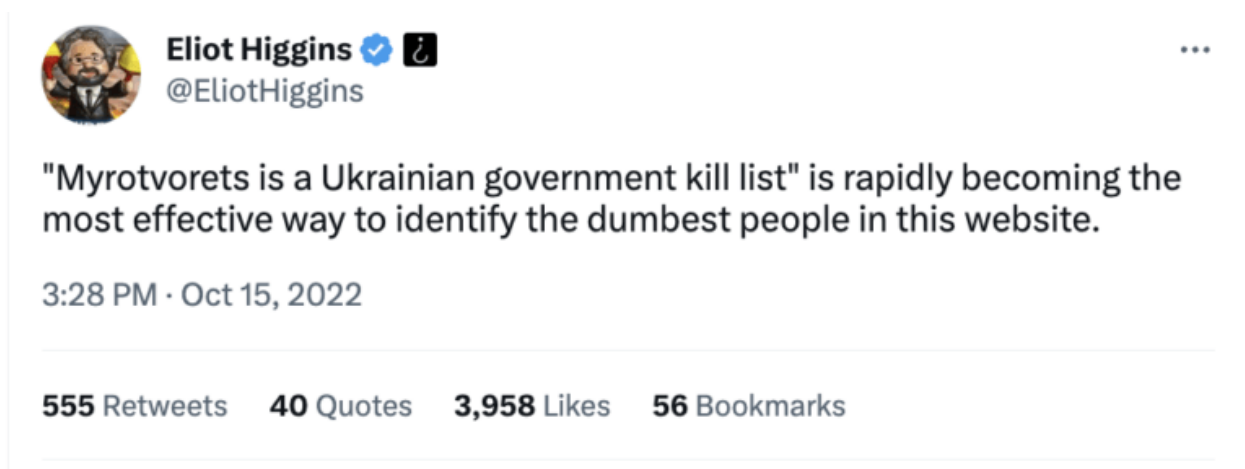 Eliot Higgins
@EliotHiggins
"Myrotvorets is a Ukrainian government kill list" is rapidly becoming the
most effective way to identify the dumbest people in this website.
3:28 PM · Oct 15, 2022
555 Retweets 40 Quotes 3,958 Likes 56 Bookmarks